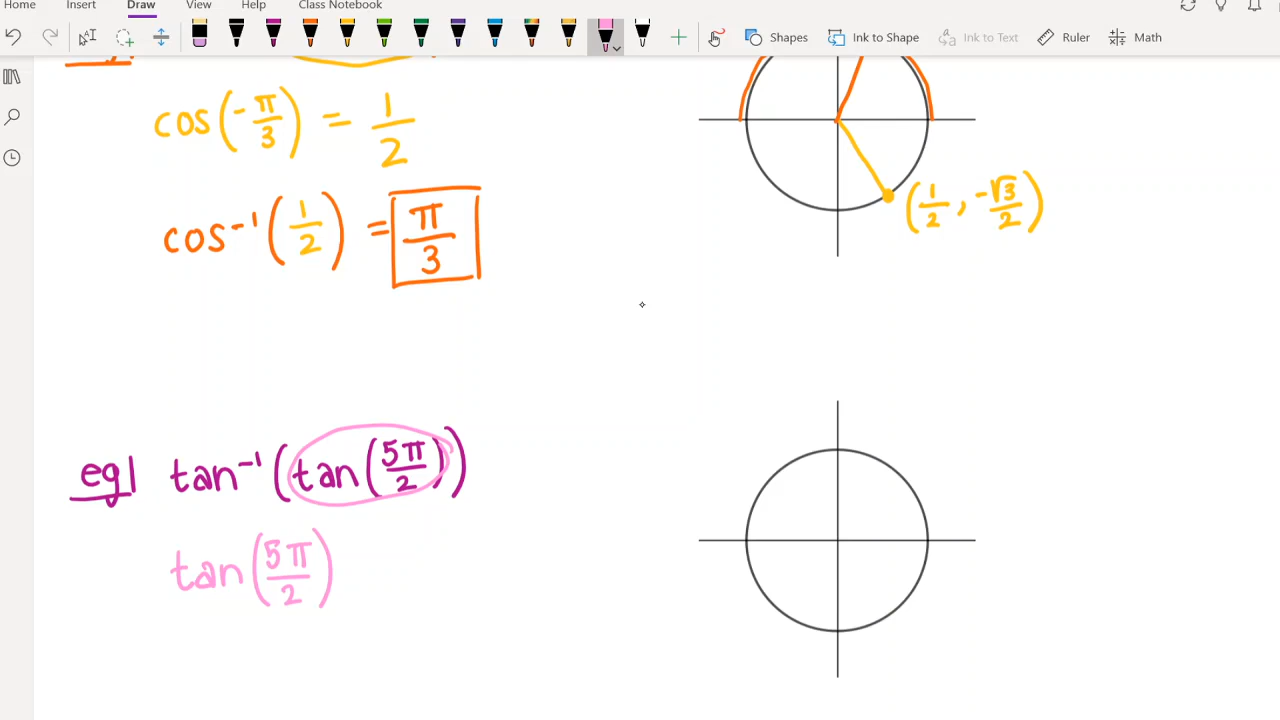 Home Insert Draw View Help Class Notebook
Shapes Ink to Shape Ink to Text Ruler Math
cos(-π/3) = 1/2
(1/2, -√3/2)
cos⁻¹(1/2) = π/3
eg1 tan⁻¹(tan(5π/2))
tan(5π/2)